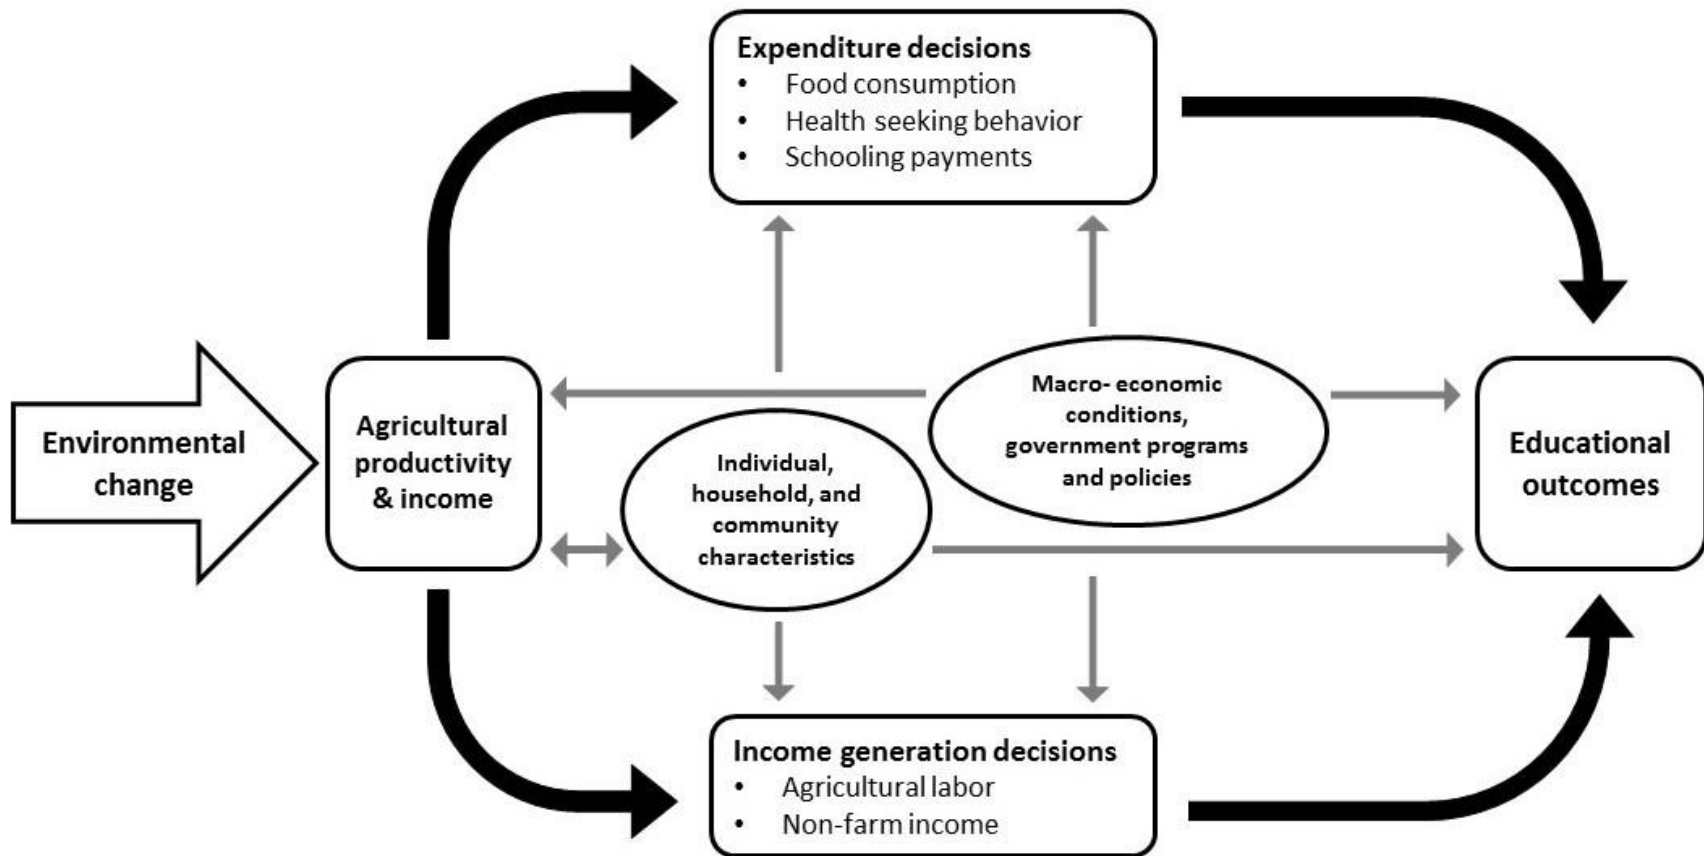 Expenditure decisions
• Food consumption
• Health seeking behavior
• Schooling payments
Environmental
change
Agricultural
productivity
& income
Individual,
household, and
community
characteristics
Macro- economic
conditions,
government programs
and policies
Educational
outcomes
Income generation decisions
• Agricultural labor
• Non-farm income